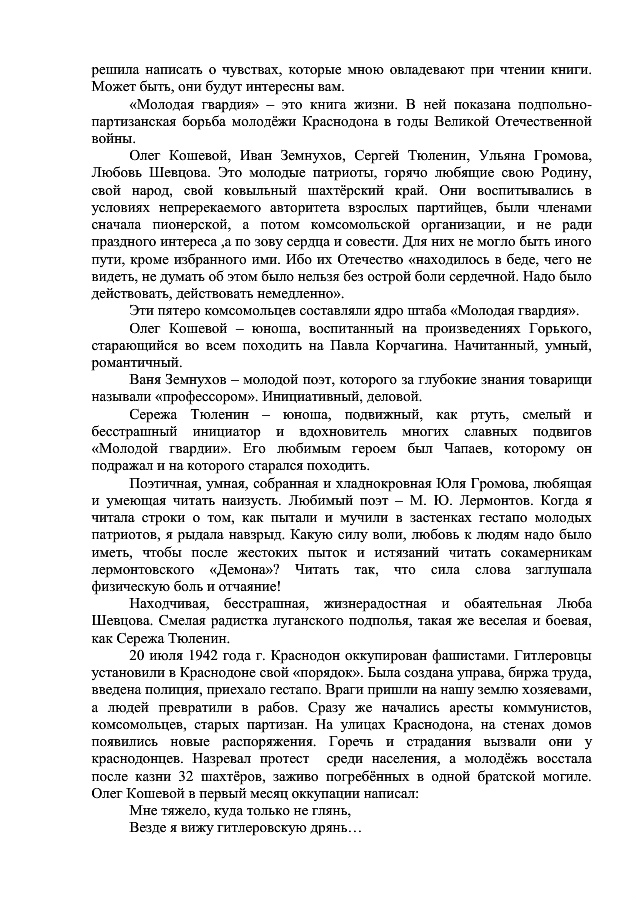 решила написать о чувствах, которые мною овладевают при чтении книги.
Может быть, они будут интересны вам.
«Молодая гвардия» – это книга жизни. В ней показана подпольно-
партизанская борьба молодёжи Краснодона в годы Великой Отечественной
войны.
Олег Кошевой, Иван Земнухов, Сергей Тюленин, Ульяна Громова,
Любовь Шевцова. Это молодые патриоты, горячо любящие свою Родину,
свой народ, свой ковыльный шахтёрский край. Они воспитывались в
условиях непререкаемого авторитета взрослых партийцев, были членами
сначала пионерской, а потом комсомольской организации, и не ради
праздного интереса ,а по зову сердца и совести. Для них не могло быть иного
пути, кроме избранного ими. Ибо их Отечество «находилось в беде, чего не
видеть, не думать об этом было нельзя без острой боли сердечной. Надо было
действовать, действовать немедленно».
Эти пятеро комсомольцев составляли ядро штаба «Молодая гвардия».
Олег Кошевой – юноша, воспитанный на произведениях Горького,
старающийся во всем походить на Павла Корчагина. Начитанный, умный,
романтичный.
Ваня Земнухов – молодой поэт, которого за глубокие знания товарищи
называли «профессором». Инициативный, деловой.
Сережа Тюленин – юноша, подвижный, как ртуть, смелый и
бесстрашный инициатор и вдохновитель многих славных подвигов
«Молодой гвардии». Его любимым героем был Чапаев, которому он
подражал и на которого старался походить.
Поэтичная, умная, собранная и хладнокровная Юля Громова, любящая
и умеющая читать наизусть. Любимый поэт – М. Ю. Лермонтов. Когда я
читала строки о том, как пытали и мучили в застенках гестапо молодых
патриотов, я рыдала навзрыд. Какую силу воли, любовь к людям надо было
иметь, чтобы после жестоких пыток и истязаний читать сокамерникам
лермонтовского «Демона»? Читать так, что сила слова заглушала
физическую боль и отчаяние!
Находчивая, бесстрашная, жизнерадостная и обаятельная Люба
Шевцова. Смелая радистка луганского подполья, такая же веселая и боевая,
как Сережа Тюленин.
20 июля 1942 года г. Краснодон оккупирован фашистами. Гитлеровцы
установили в Краснодоне свой «порядок». Была создана управа, биржа труда,
введена полиция, приехало гестапо. Враги пришли на нашу землю хозяевами,
а людей превратили в рабов. Сразу же начались аресты коммунистов,
комсомольцев, старых партизан. На улицах Краснодона, на стенах домов
появились новые распоряжения. Горечь и страдания вызвали они у
краснодонцев. Назревал протест среди населения, а молодёжь восстала
после казни 32 шахтёров, заживо погребённых в одной братской могиле.
Олег Кошевой в первый месяц оккупации написал:
Мне тяжело, куда только не глянь,
Везде я вижу гитлеровскую дрянь…